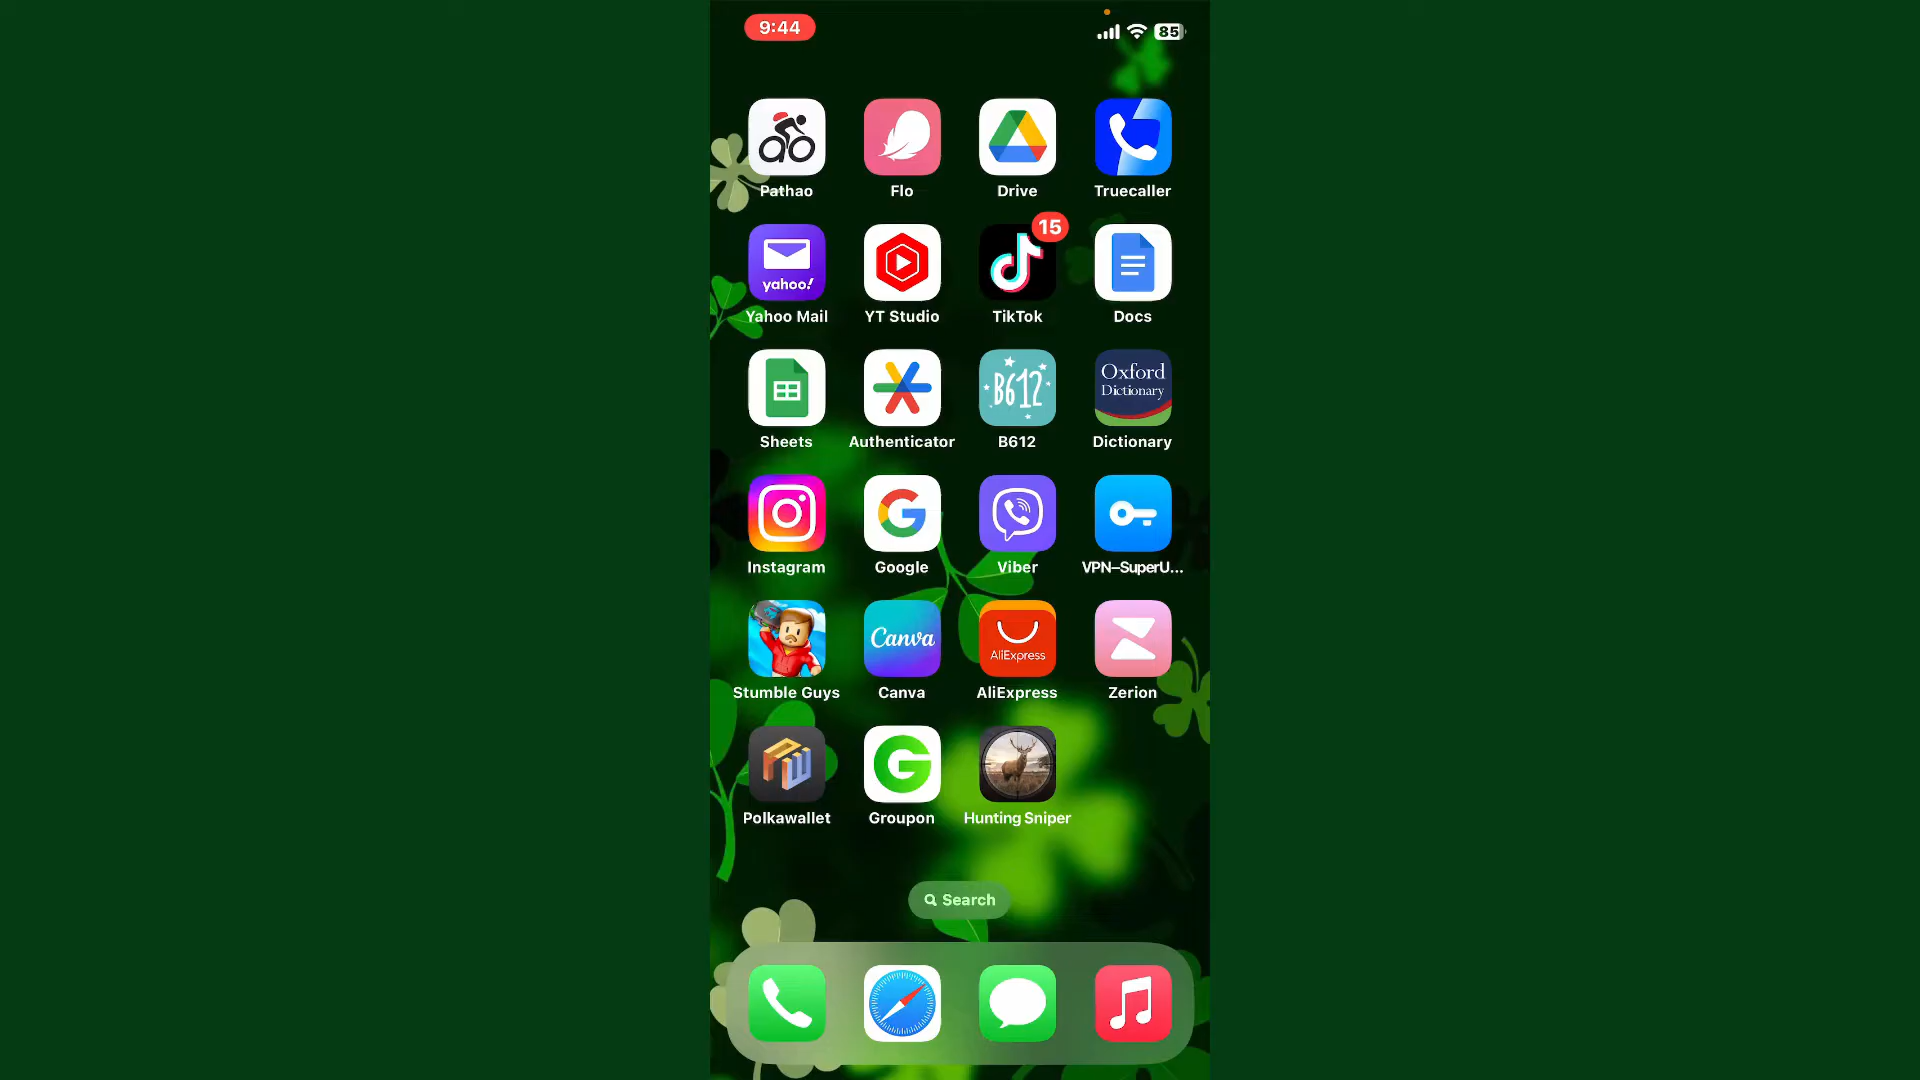 9:44
85
Pathao
Flo
Drive
Truecaller
yahoo!
15
Yahoo Mail
YT Studio
TikTok
Docs
B612
Oxford
Dictionary
Sheets
Authenticator
B612
Dictionary
Instagram
Google
Viber
VPN–SuperU...
Canva
AliExpress
Stumble Guys
Canva
AliExpress
Zerion
Polkawallet
Groupon
Hunting Sniper
Search